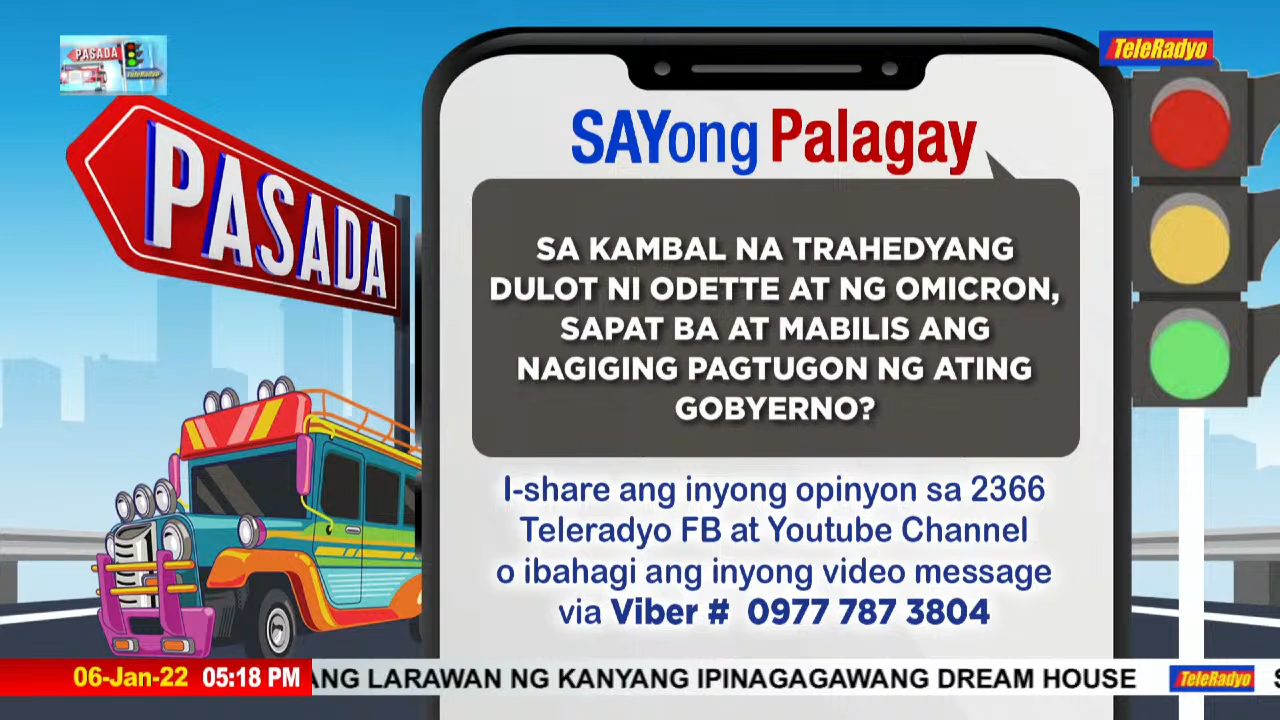 PASADA
TeleRadyo
TeleRadyo
PASADA
SAYong Palagay
SA KAMBAL NA TRAHEDYANG
DULOT NI ODETTE AT NG OMICRON,
SAPAT BA AT MABILIS ANG
NAGIGING PAGTUGON NG ATING
GOBYERNO?
I-share ang inyong opinyon sa 2366
Teleradyo FB at Youtube Channel
o ibahagi ang inyong video message
via Viber # 0977 787 3804
06-Jan-22 05:18 PM ANG LARAWAN NG KANYANG IPINAGAGAWANG DREAM HOUSE TeleRadyo S